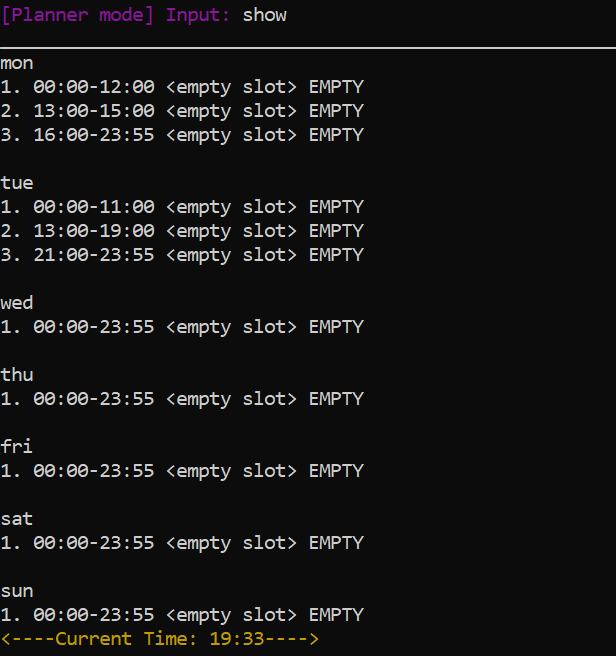 [Planner mode] Input: show
mon
1. 00:00-12:00 <empty slot> EMPTY
2. 13:00-15:00 <empty slot> EMPTY
3. 16:00-23:55 <empty slot> EMPTY
tue
1. 00:00-11:00 <empty slot> EMPTY
2. 13:00-19:00 <empty slot> EMPTY
3. 21:00-23:55 <empty slot> EMPTY
wed
1. 00:00-23:55 <empty slot> EMPTY
thu
1. 00:00-23:55 <empty slot> EMPTY
fri
1. 00:00-23:55 <empty slot> EMPTY
sat
1. 00:00-23:55 <empty slot> EMPTY
sun
1. 00:00-23:55 <empty slot> EMPTY
<----Current Time: 19:33---->